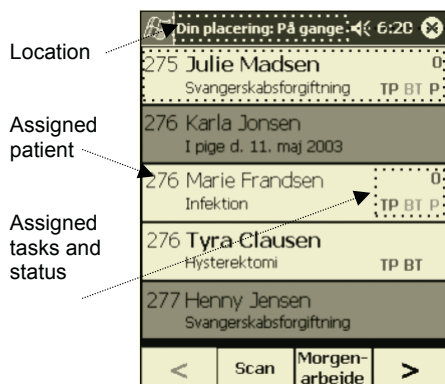 Location
Assigned
patient
Assigned
tasks and
status
Din placering: På gange 6:20
275 Julie Madsen 0
Svangerskabsforgiftning TP BT P
276 Karla Jonsen
I pige d. 11. maj 2003
276 Marie Frandsen 0
Infektion TP BT P
276 Tyra Clausen
Hysterektomi TP BT
277 Henny Jensen
Svangerskabsforgiftning
< Scan Morgen- >
arbejde